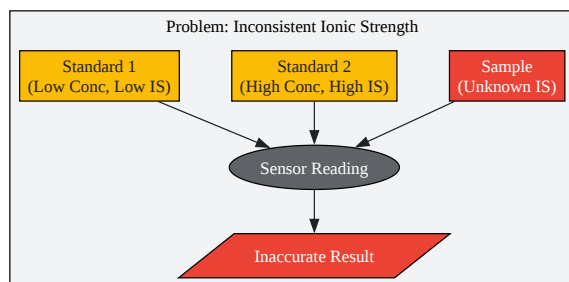 Problem: Inconsistent Ionic Strength
Standard 1
(Low Conc, Low IS)
Standard 2
(High Conc, High IS)
Sample
(Unknown IS)
Sensor Reading
Inaccurate Result